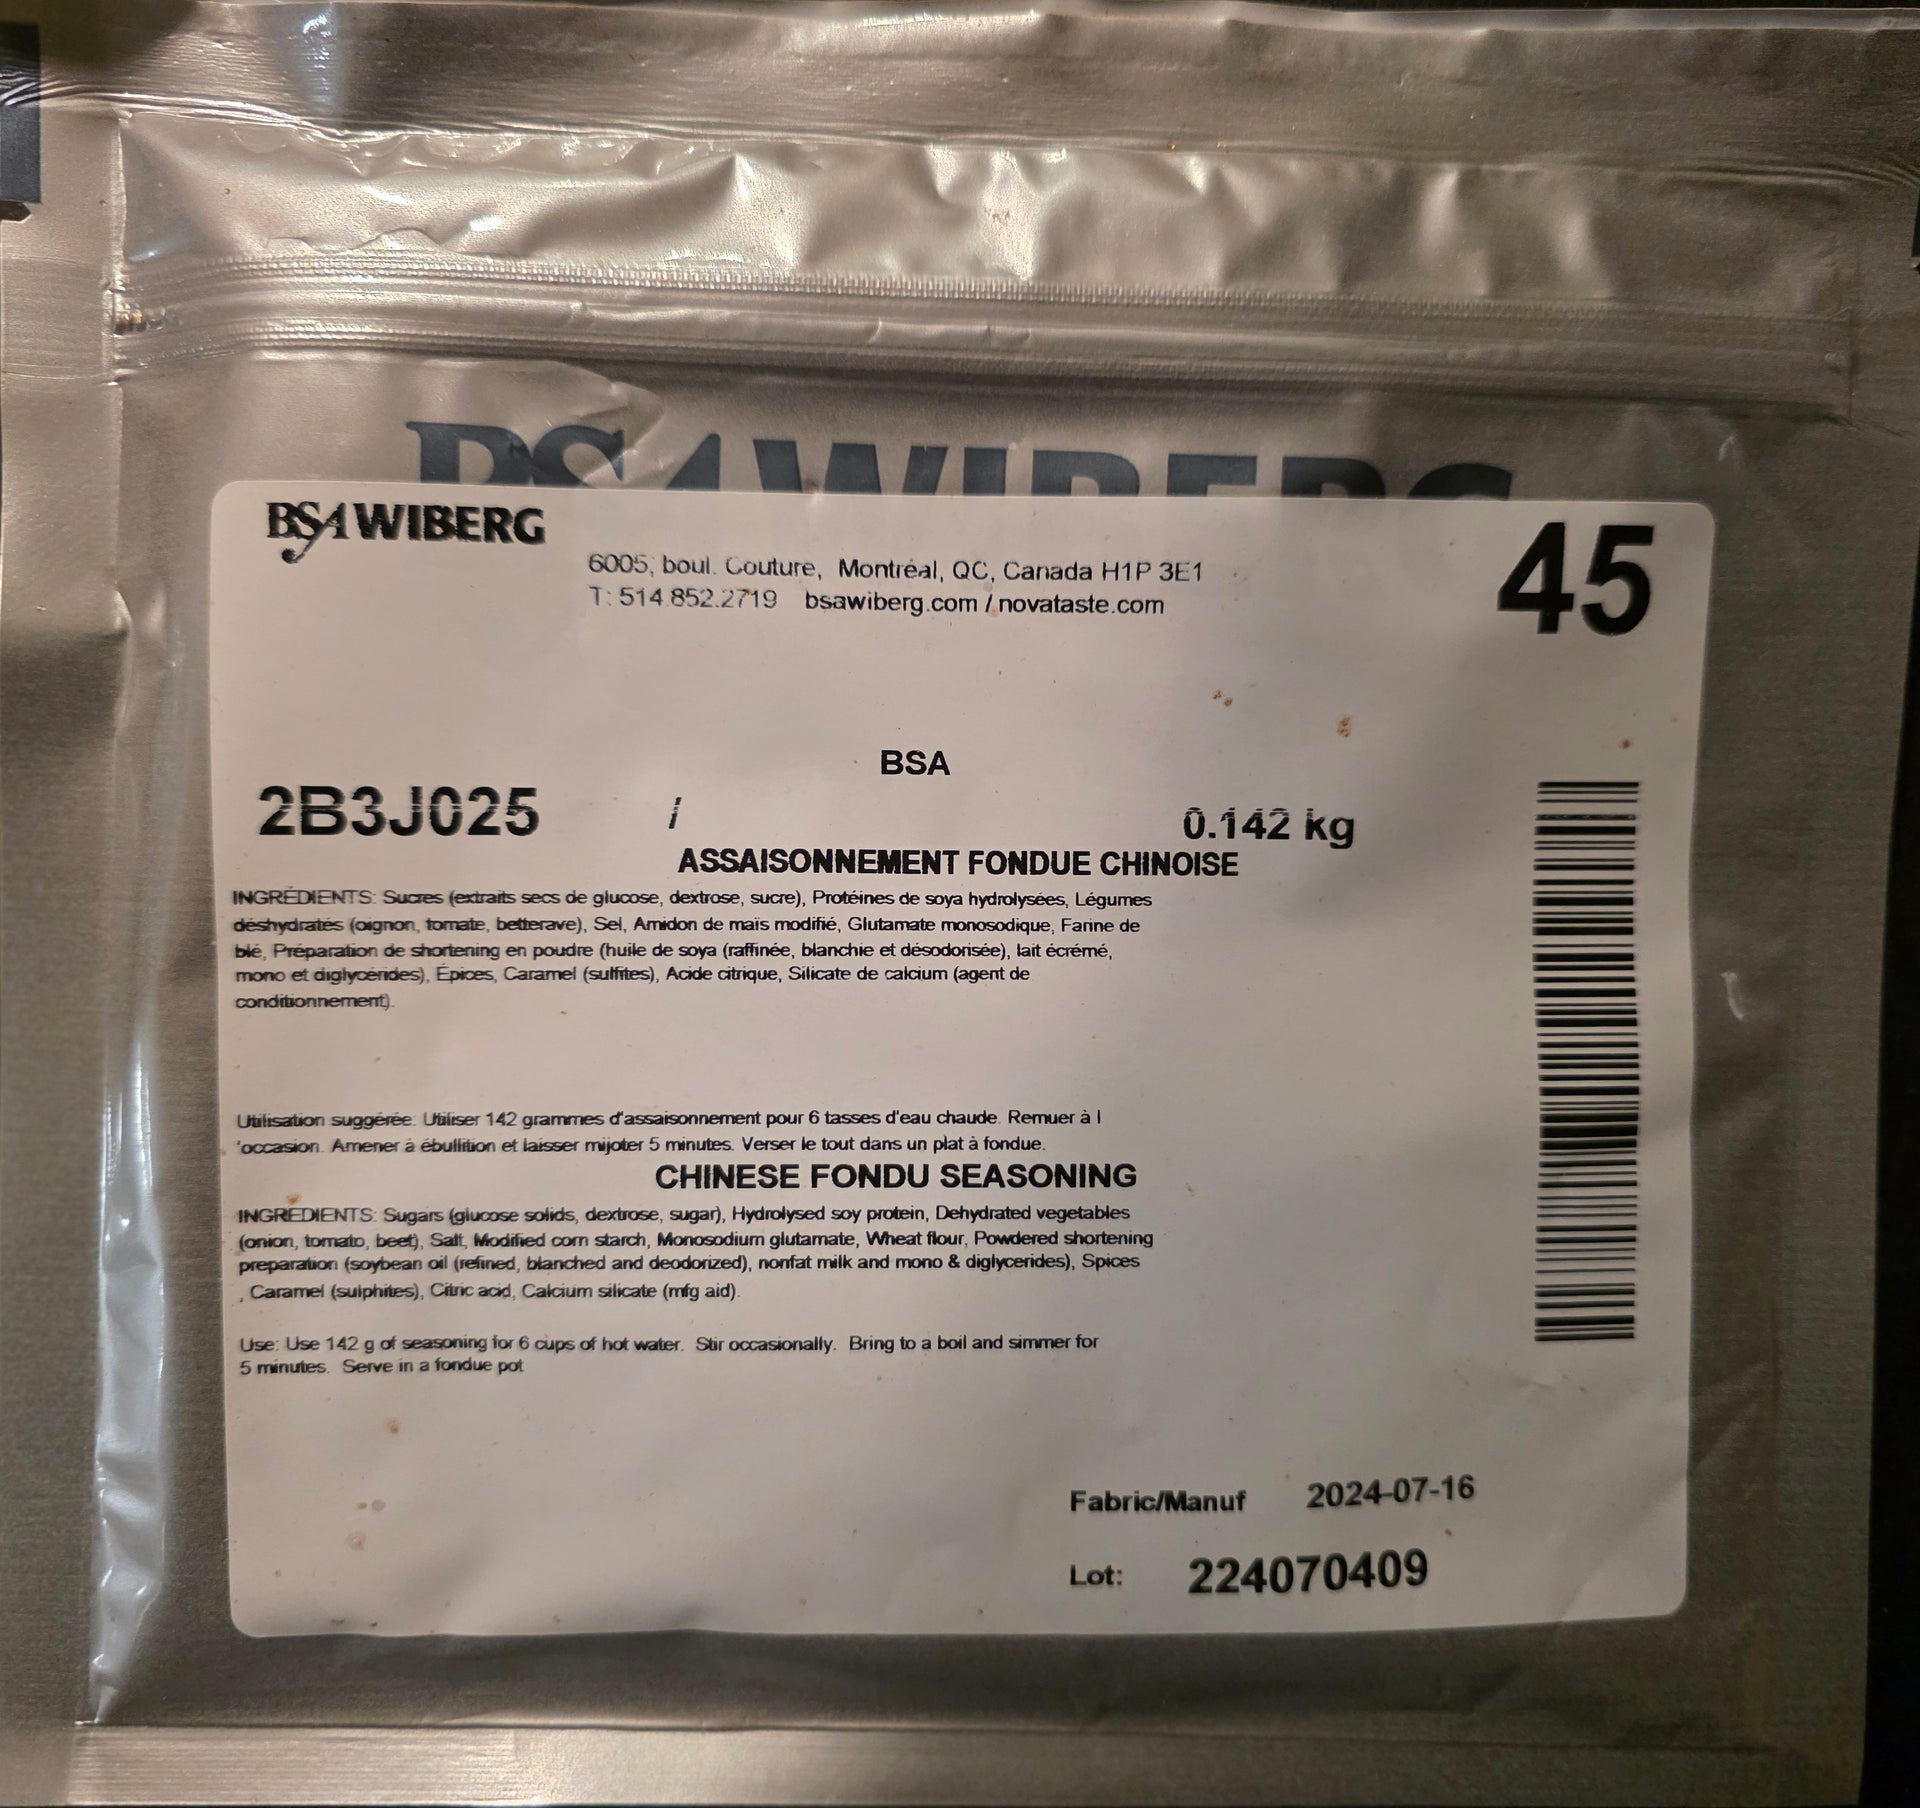 BSA WIBERG
BSA WIBERG
45
6005, boul. Couture, Montréal, QC, Canada H1P 3E1
T: 514.852.2719 bsawiberg.com / novataste.com
BSA
2B3J025 / 0.142 kg
ASSAISONNEMENT FONDUE CHINOISE
INGRÉDIENTS: Sucres (extraits secs de glucose, dextrose, sucre), Protéines de soya hydrolysées, Légumes
déshydratés (oignon, tomate, betterave), Sel, Amidon de maïs modifié, Glutamate monosodique, Farine de
blé, Préparation de shortening en poudre (huile de soya (raffinée, blanchie et désodorisée), lait écrémé,
mono et diglycérides), Épices, Caramel (sulfites), Acide citrique, Silicate de calcium (agent de
conditionnement).
Utilisation suggérée: Utiliser 142 grammes d'assaisonnement pour 6 tasses d'eau chaude. Remuer à l
'occasion. Amener à ébullition et laisser mijoter 5 minutes. Verser le tout dans un plat à fondue.
CHINESE FONDU SEASONING
INGREDIENTS: Sugars (glucose solids, dextrose, sugar), Hydrolysed soy protein, Dehydrated vegetables
(onion, tomato, beet), Salt, Modified corn starch, Monosodium glutamate, Wheat flour, Powdered shortening
preparation (soybean oil (refined, blanched and deodorized), nonfat milk and mono & diglycerides), Spices
, Caramel (sulphites), Citric acid, Calcium silicate (mfg aid).
Use: Use 142 g of seasoning for 6 cups of hot water. Stir occasionally. Bring to a boil and simmer for
5 minutes. Serve in a fondue pot
Fabric/Manuf 2024-07-16
Lot: 224070409